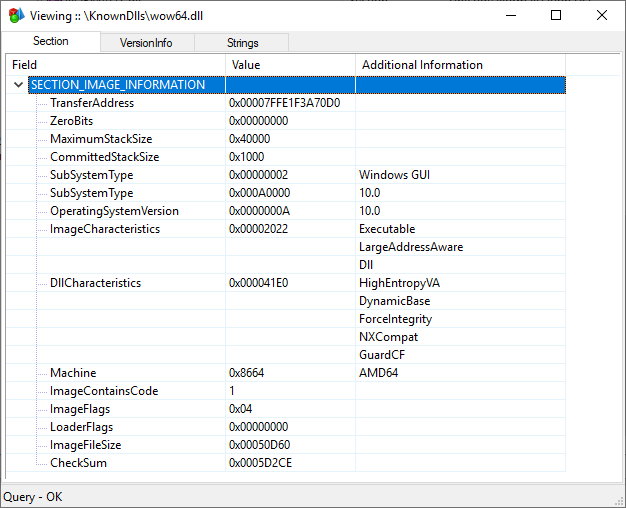 Viewing :: \KnownDlls\wow64.dll
Section VersionInfo Strings
Field Value Additional Information
SECTION_IMAGE_INFORMATION
TransferAddress 0x00007FFE1F3A70D0
ZeroBits 0x00000000
MaximumStackSize 0x40000
CommittedStackSize 0x1000
SubSystemType 0x00000002 Windows GUI
SubSystemType 0x000A0000 10.0
OperatingSystemVersion 0x0000000A 10.0
ImageCharacteristics 0x00002022 Executable
LargeAddressAware
Dll
DllCharacteristics 0x000041E0 HighEntropyVA
DynamicBase
ForceIntegrity
NXCompat
GuardCF
Machine 0x8664 AMD64
ImageContainsCode 1
ImageFlags 0x04
LoaderFlags 0x00000000
ImageFileSize 0x00050D60
CheckSum 0x0005D2CE
Query - OK